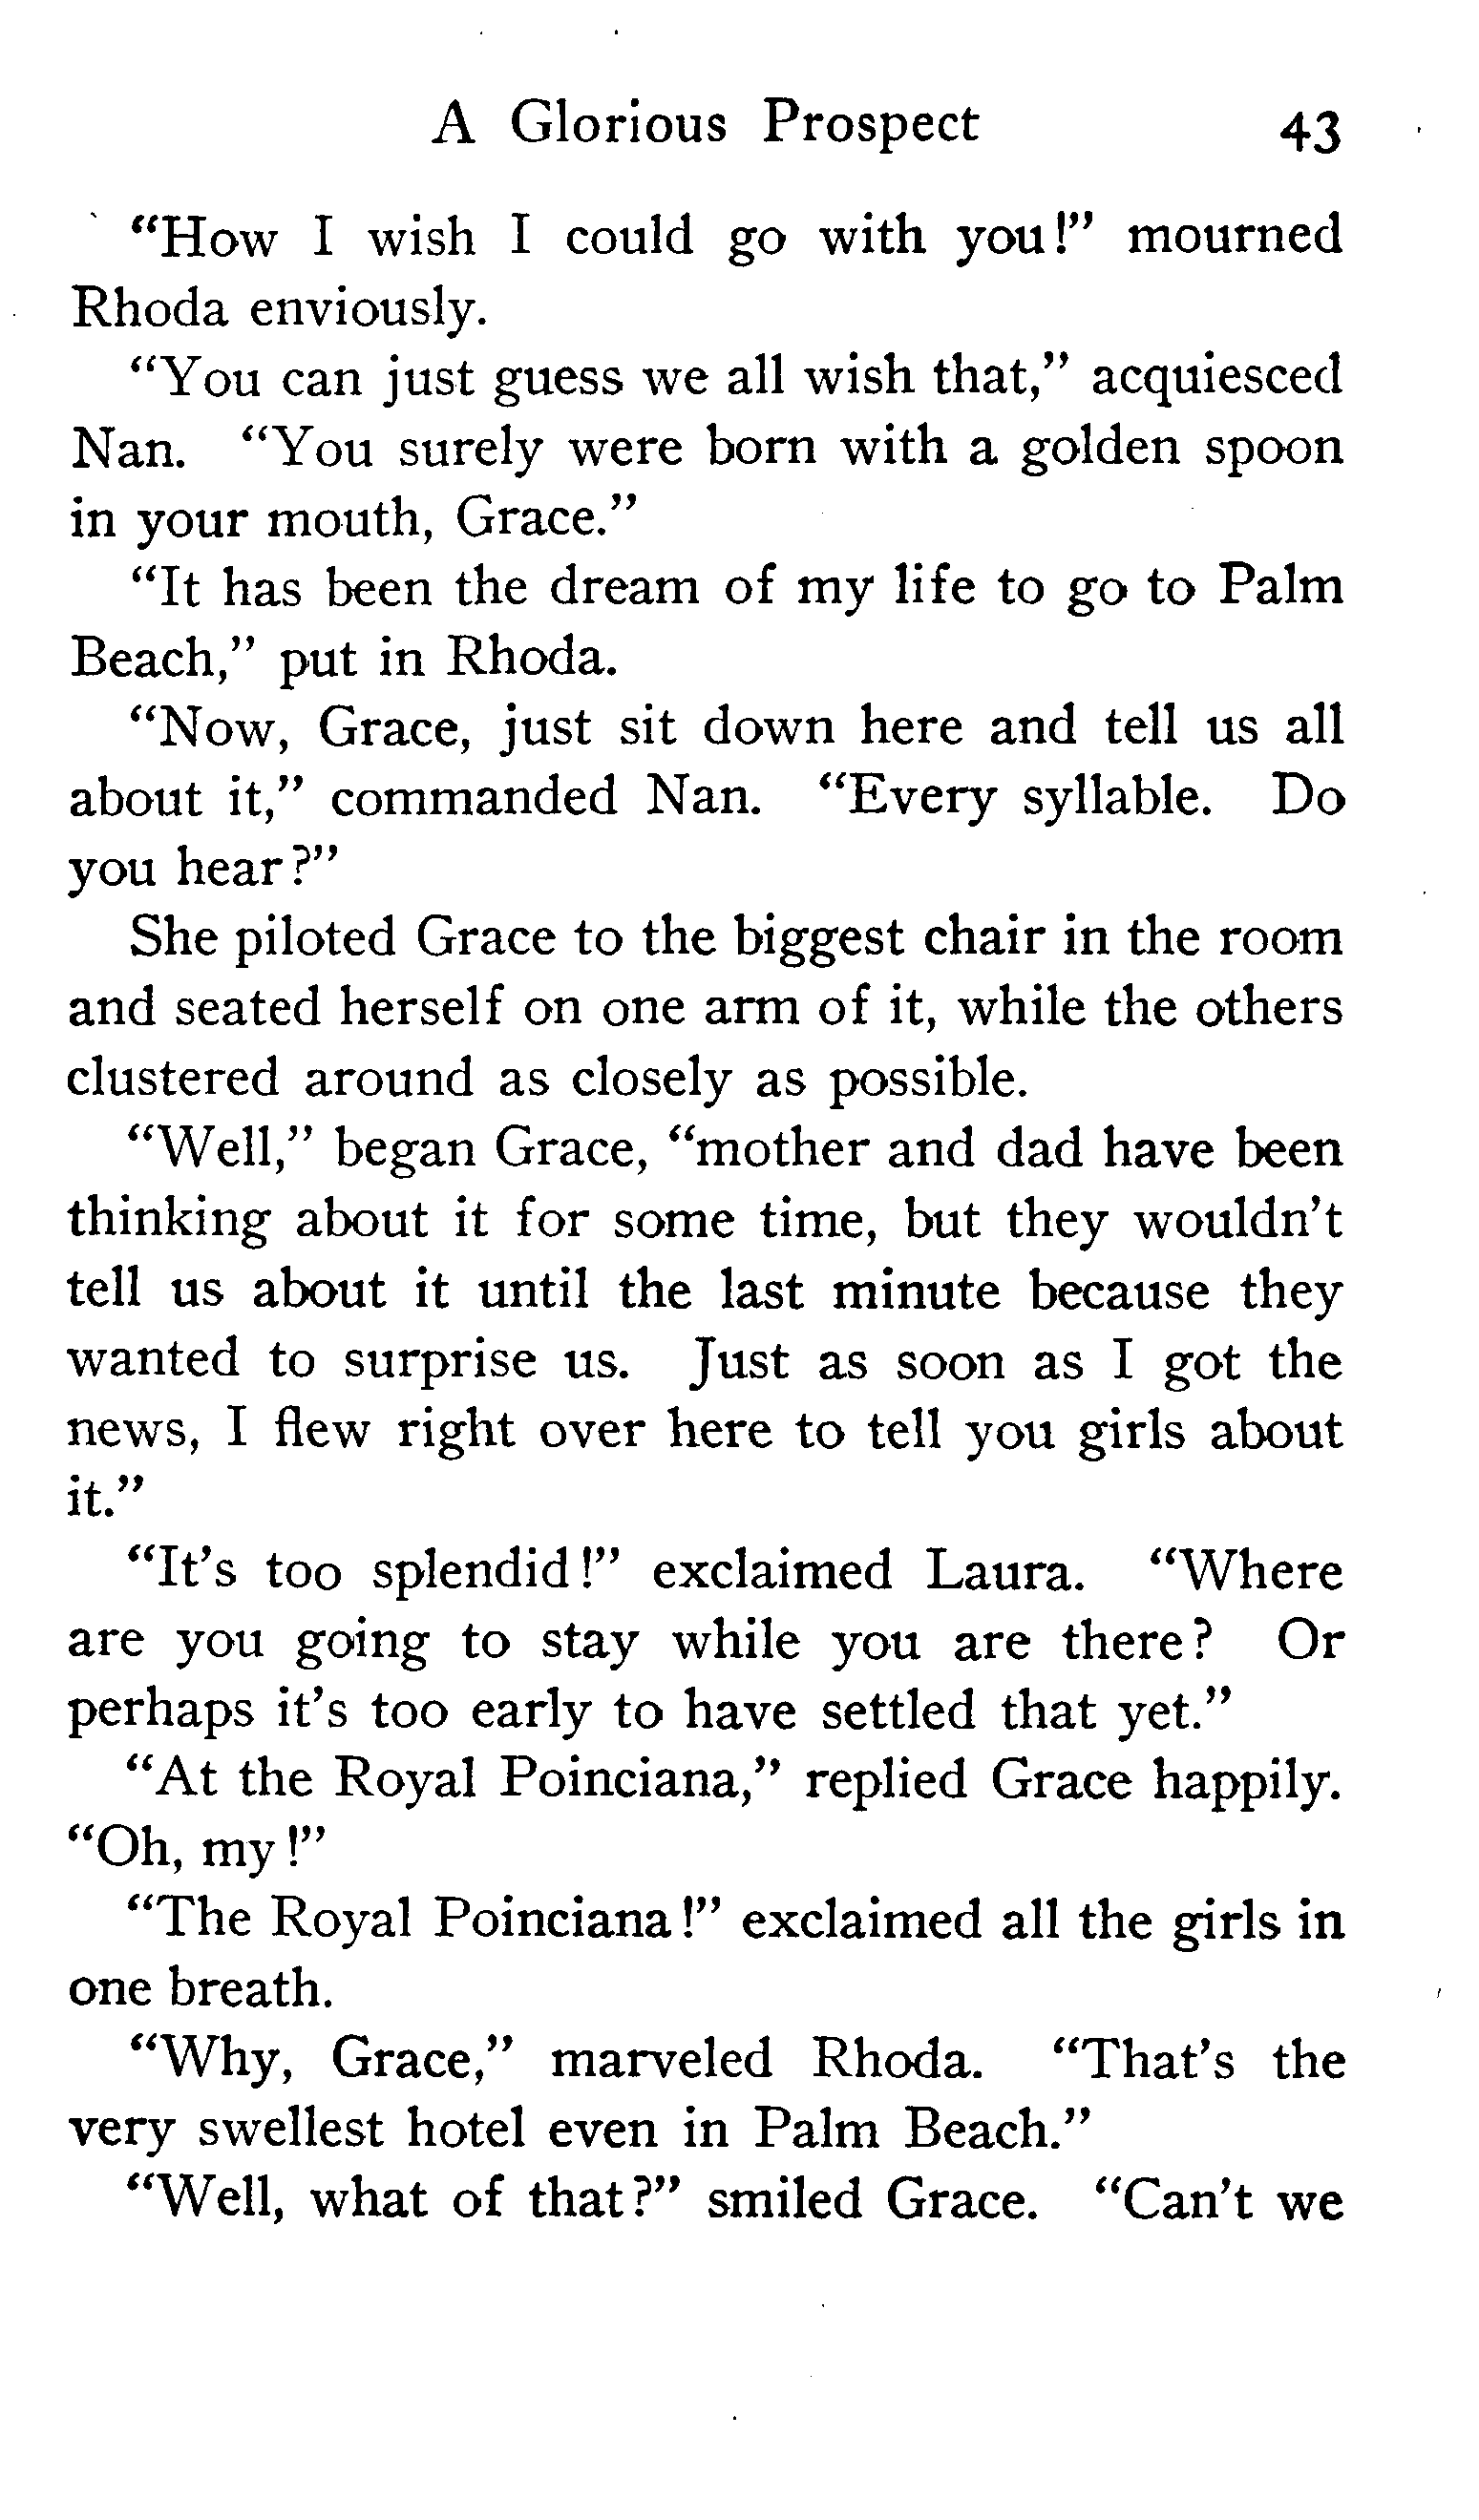 A Glorious Prospect 43
“How I wish I could go with you!” mourned
Rhoda enviously.
“You can just guess we all wish that,” acquiesced
Nan. “You surely were born with a golden spoon
in your mouth, Grace.”
“It has been the dream of my life to go to Palm
Beach,” put in Rhoda.
“Now, Grace, just sit down here and tell us all
about it,” commanded Nan. “Every syllable. Do
you hear?”
She piloted Grace to the biggest chair in the room
and seated herself on one arm of it, while the others
clustered around as closely as possible.
“Well,” began Grace, “mother and dad have been
thinking about it for some time, but they wouldn’t
tell us about it until the last minute because they
wanted to surprise us. Just as soon as I got the
news, I flew right over here to tell you girls about
it.”
“It’s too splendid!” exclaimed Laura. “Where
are you going to stay while you are there? Or
perhaps it’s too early to have settled that yet.”
“At the Royal Poinciana,” replied Grace happily.
“Oh, my!”
“The Royal Poinciana!” exclaimed all the girls in
one breath.
“Why, Grace,” marveled Rhoda. “That’s the
very swellest hotel even in Palm Beach.”
“Well, what of that?” smiled Grace. “Can’t we